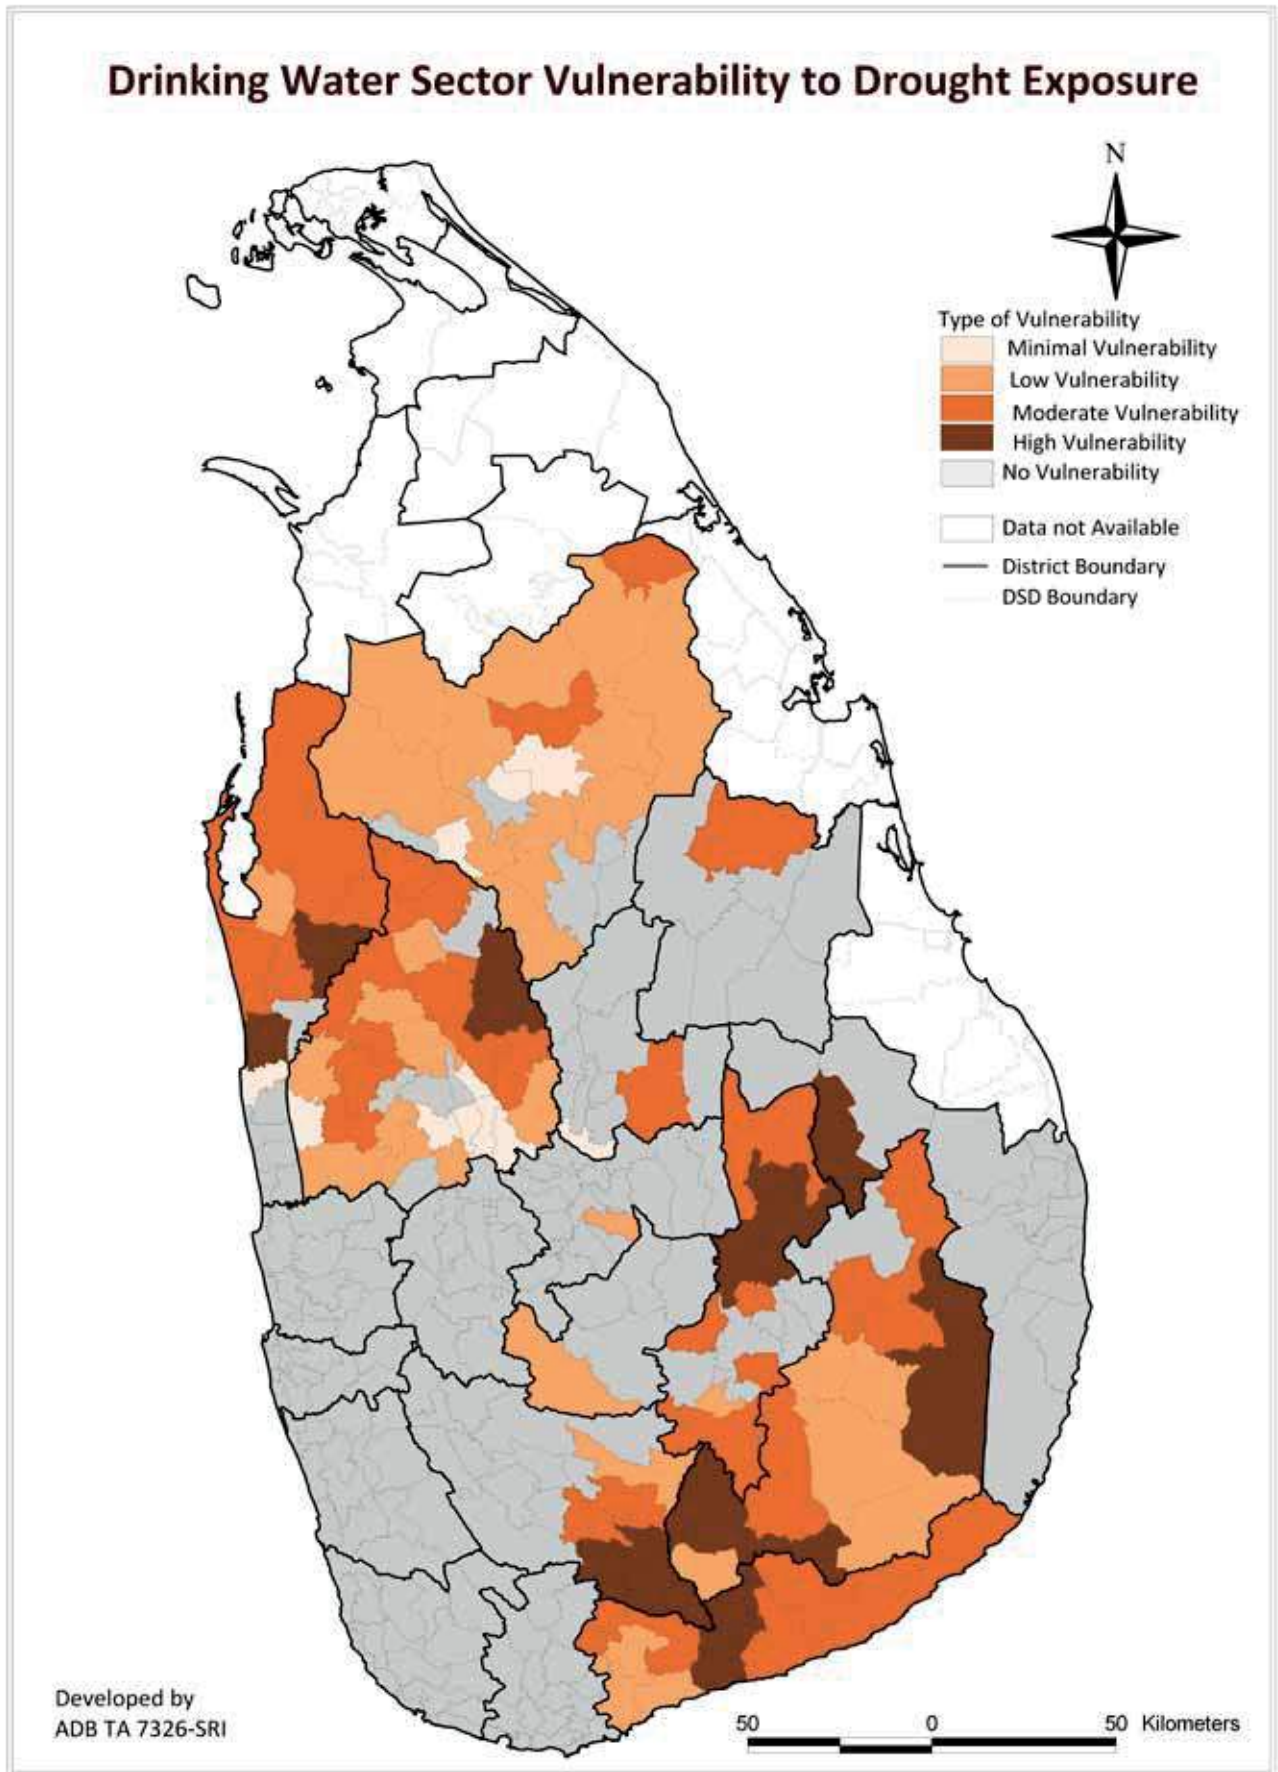 Drinking Water Sector Vulnerability to Drought Exposure
N
Type of Vulnerability
Minimal Vulnerability
Low Vulnerability
Moderate Vulnerability
High Vulnerability
No Vulnerability
Data not Available
District Boundary
DSD Boundary
Developed by
ADB TA 7326-SRI
50 0 50 Kilometers